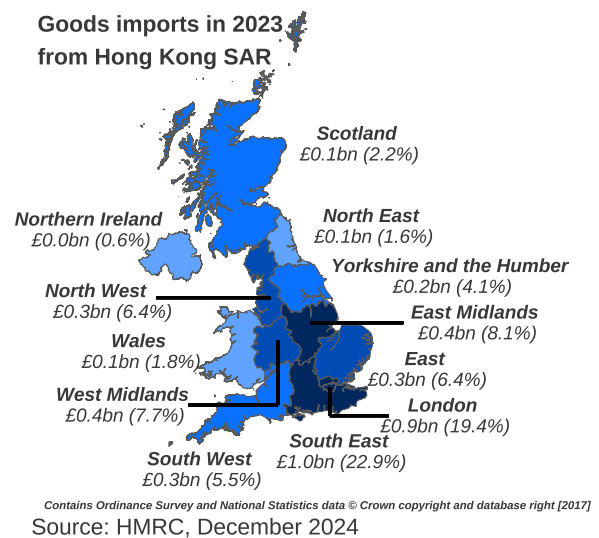 Goods imports in 2023
from Hong Kong SAR
Scotland
£0.1bn (2.2%)
Northern Ireland
£0.0bn (0.6%)
North East
£0.1bn (1.6%)
Yorkshire and the Humber
£0.2bn (4.1%)
North West
£0.3bn (6.4%)
East Midlands
£0.4bn (8.1%)
Wales
£0.1bn (1.8%)
East
£0.3bn (6.4%)
West Midlands
£0.4bn (7.7%)
London
£0.9bn (19.4%)
South East
£1.0bn (22.9%)
South West
£0.3bn (5.5%)
Contains Ordinance Survey and National Statistics data © Crown copyright and database right [2017]
Source: HMRC, December 2024